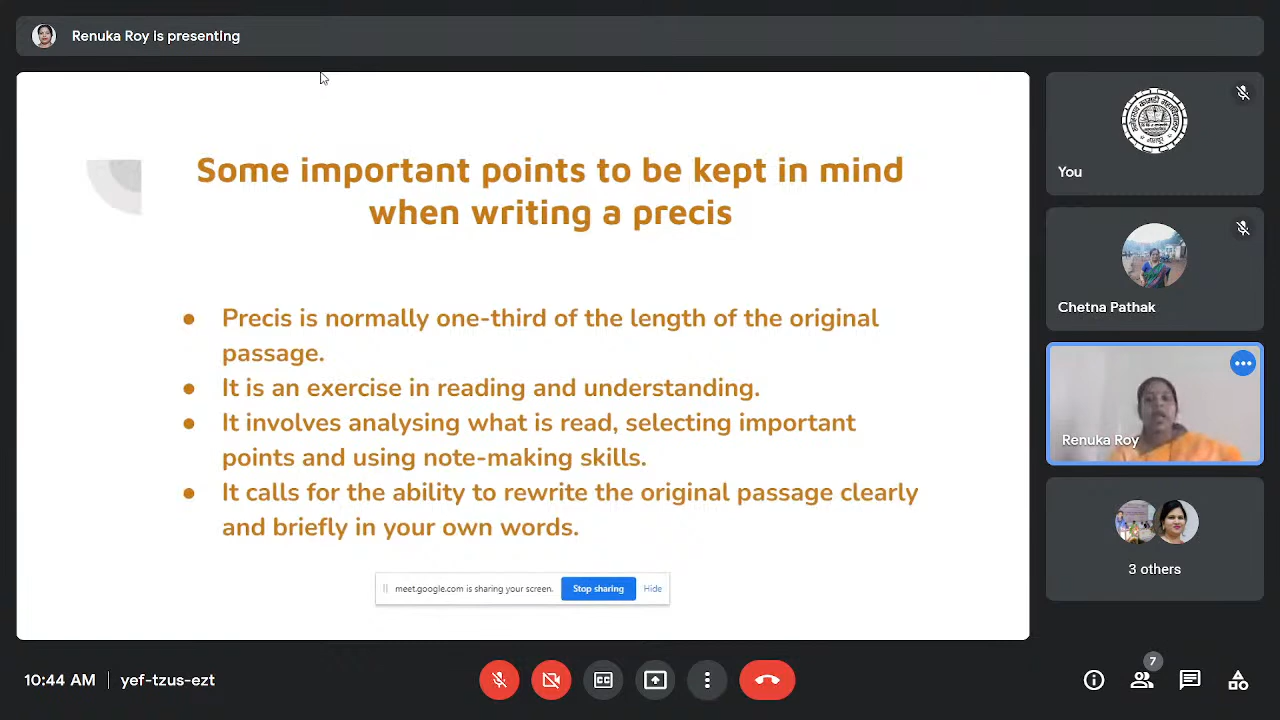 Renuka Roy is presenting
Some important points to be kept in mind
when writing a precis
● Precis is normally one-third of the length of the original
passage.
● It is an exercise in reading and understanding.
● It involves analysing what is read, selecting important
points and using note-making skills.
● It calls for the ability to rewrite the original passage clearly
and briefly in your own words.
meet.google.com is sharing your screen. Stop sharing Hide
You
Chetna Pathak
Renuka Roy
3 others
10:44 AM | yef-tzus-ezt
CC
7